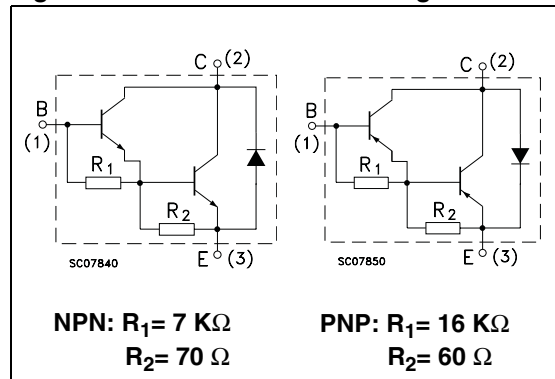 C (2)
C (2)
B
(1)
B
(1)
R1
R1
R2
R2
E (3)
E (3)
SC07840
SC07850
NPN: R1= 7 KΩ
R2= 70 Ω
PNP: R1= 16 KΩ
R2= 60 Ω